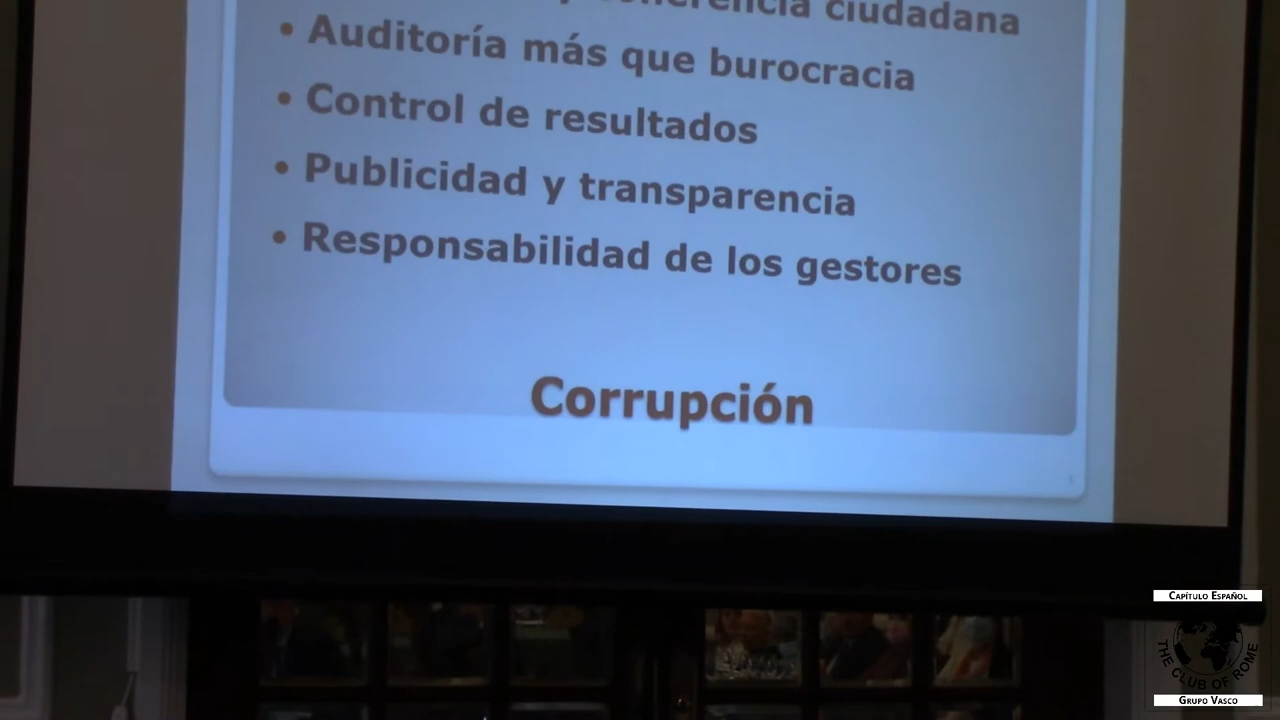 ciudadana
• Auditoría más que burocracia
• Control de resultados
• Publicidad y transparencia
• Responsabilidad de los gestores
Corrupción
CAPÍTULO ESPAÑOL
THE CLUB OF ROME
GRUPO VASCO